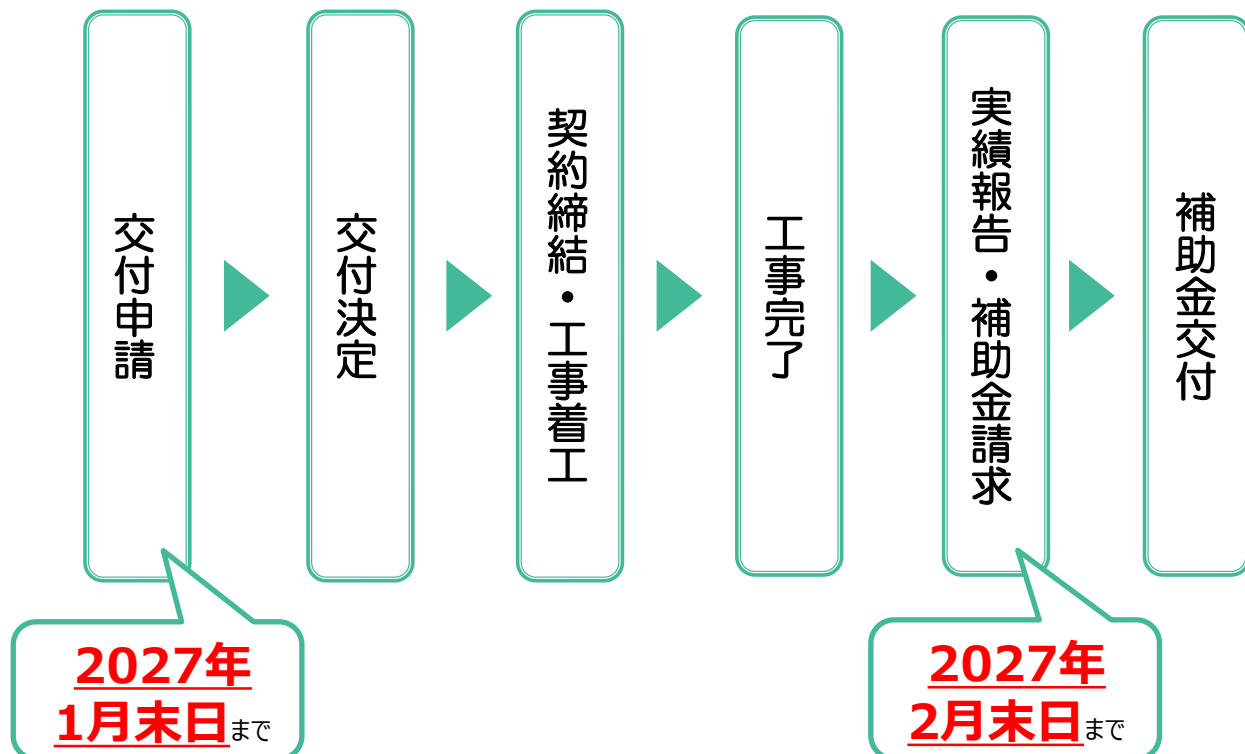 交付申請
交付決定
契約締結・工事着工
工事完了
実績報告・補助金請求
補助金交付
2027年
1月末日まで
2027年
2月末日まで